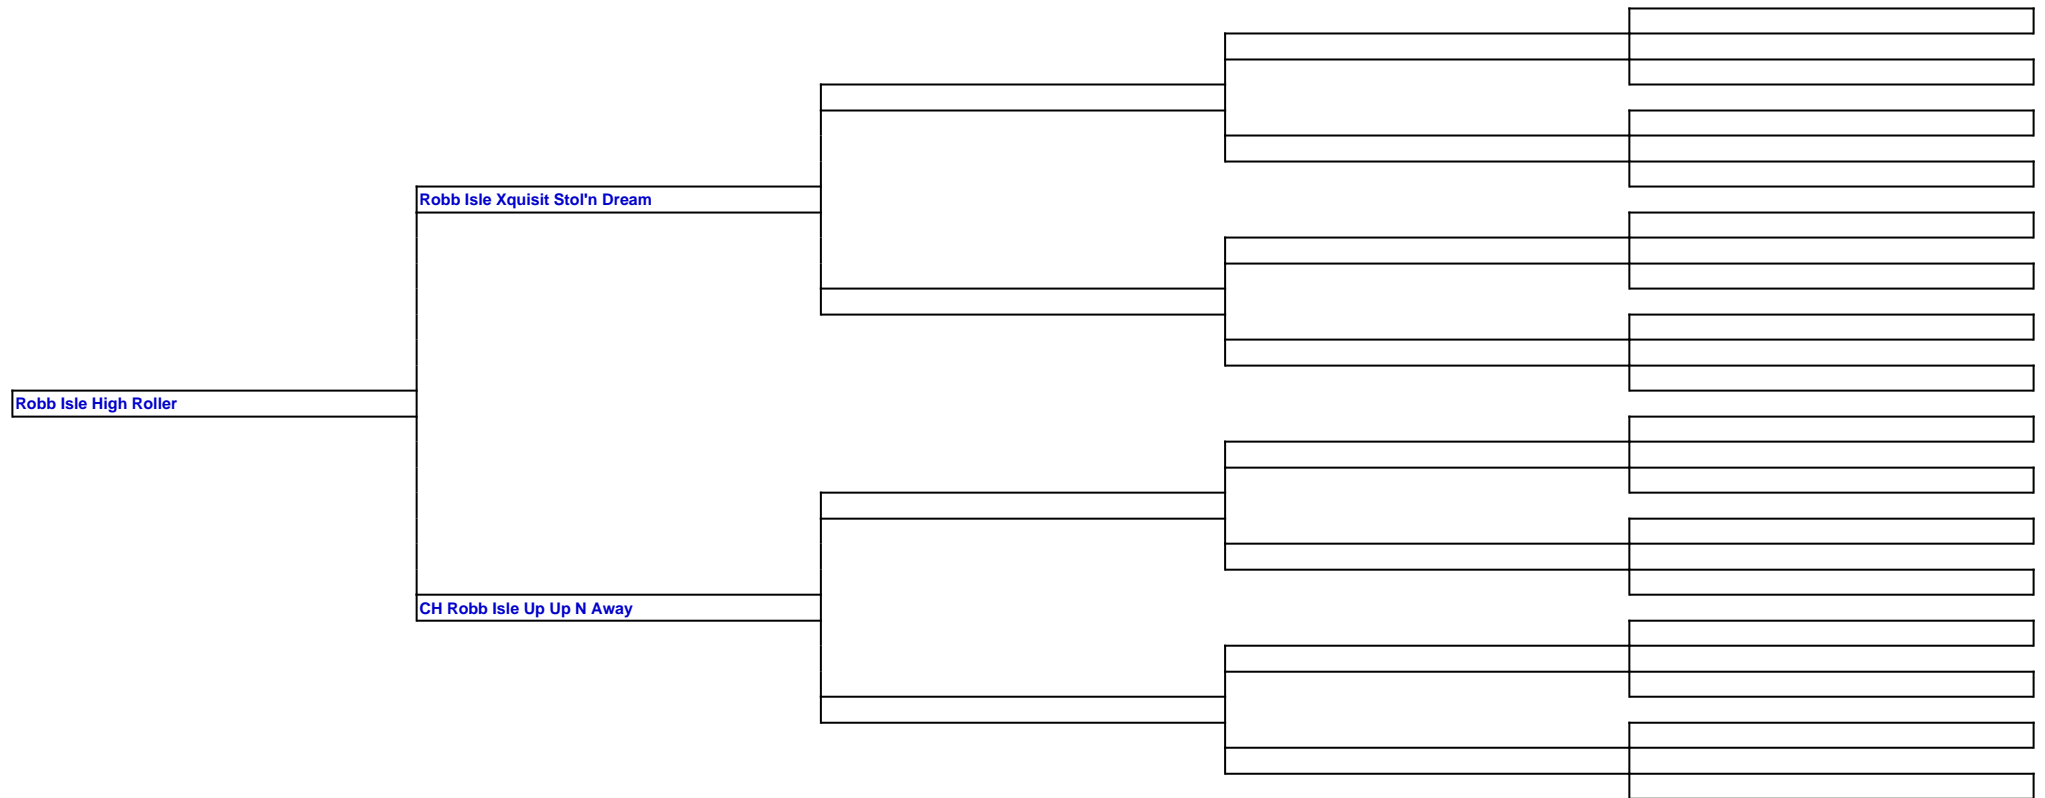 Robb Isle Xquisit Stol'n Dream
Robb Isle High Roller
CH Robb Isle Up Up N Away